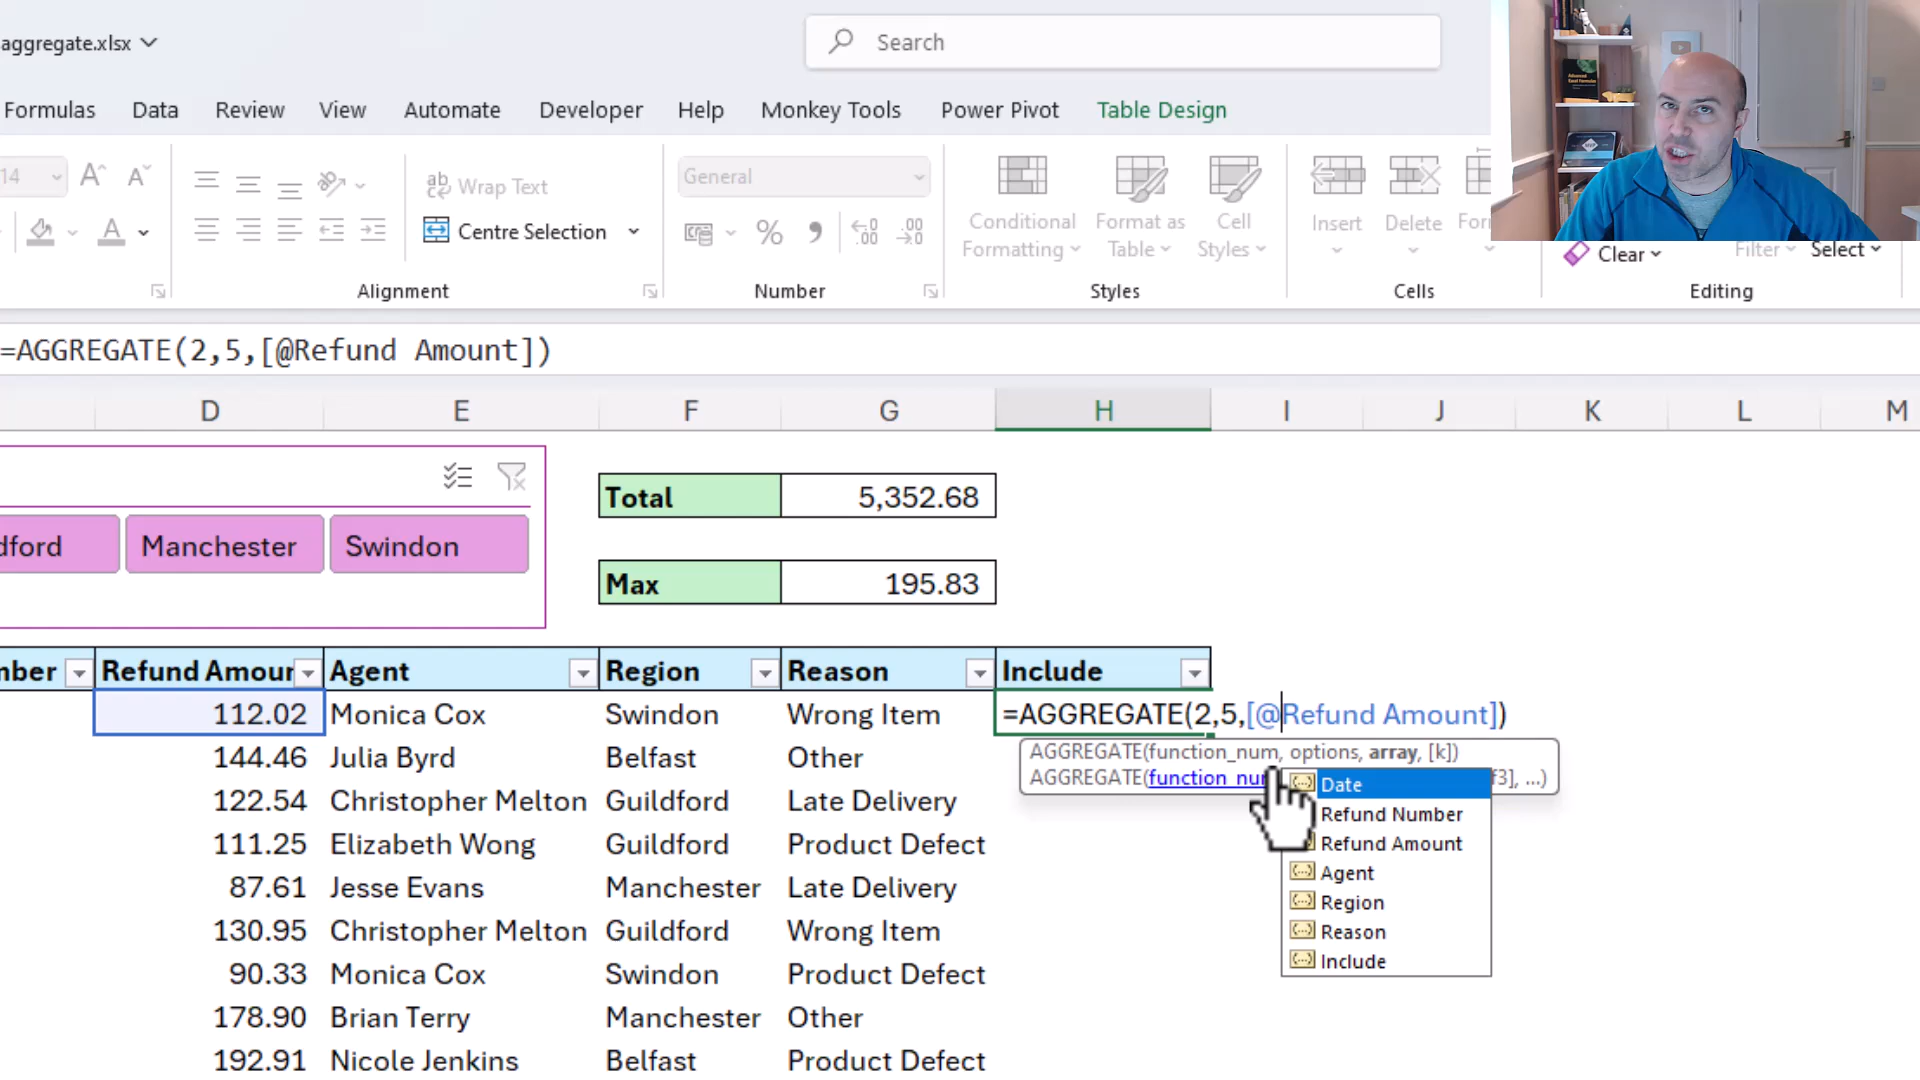 aggregate.xlsx
Search
Formulas Data Review View Automate Developer Help Monkey Tools Power Pivot Table Design
14 Wrap Text General
Centre Selection
Conditional Formatting Format as Table Cell Styles Insert Delete
Clear Filter Select
Alignment Number Styles Cells Editing
=AGGREGATE(2,5,[@Refund Amount])
D E F G H I J K L M
Total 5,352.68
dford Manchester Swindon
Max 195.83
mber Refund Amour Agent Region Reason Include
112.02 Monica Cox Swindon Wrong Item =AGGREGATE(2,5,[@Refund Amount])
AGGREGATE(function_num, options, array, [k])
144.46 Julia Byrd Belfast Other
AGGREGATE(function_nu f3], ...)
Date
122.54 Christopher Melton Guildford Late Delivery
Refund Number
111.25 Elizabeth Wong Guildford Product Defect
Refund Amount
87.61 Jesse Evans Manchester Late Delivery
Agent
Region
130.95 Christopher Melton Guildford Wrong Item
Reason
90.33 Monica Cox Swindon Product Defect
Include
178.90 Brian Terry Manchester Other
192.91 Nicole Jenkins Belfast Product Defect